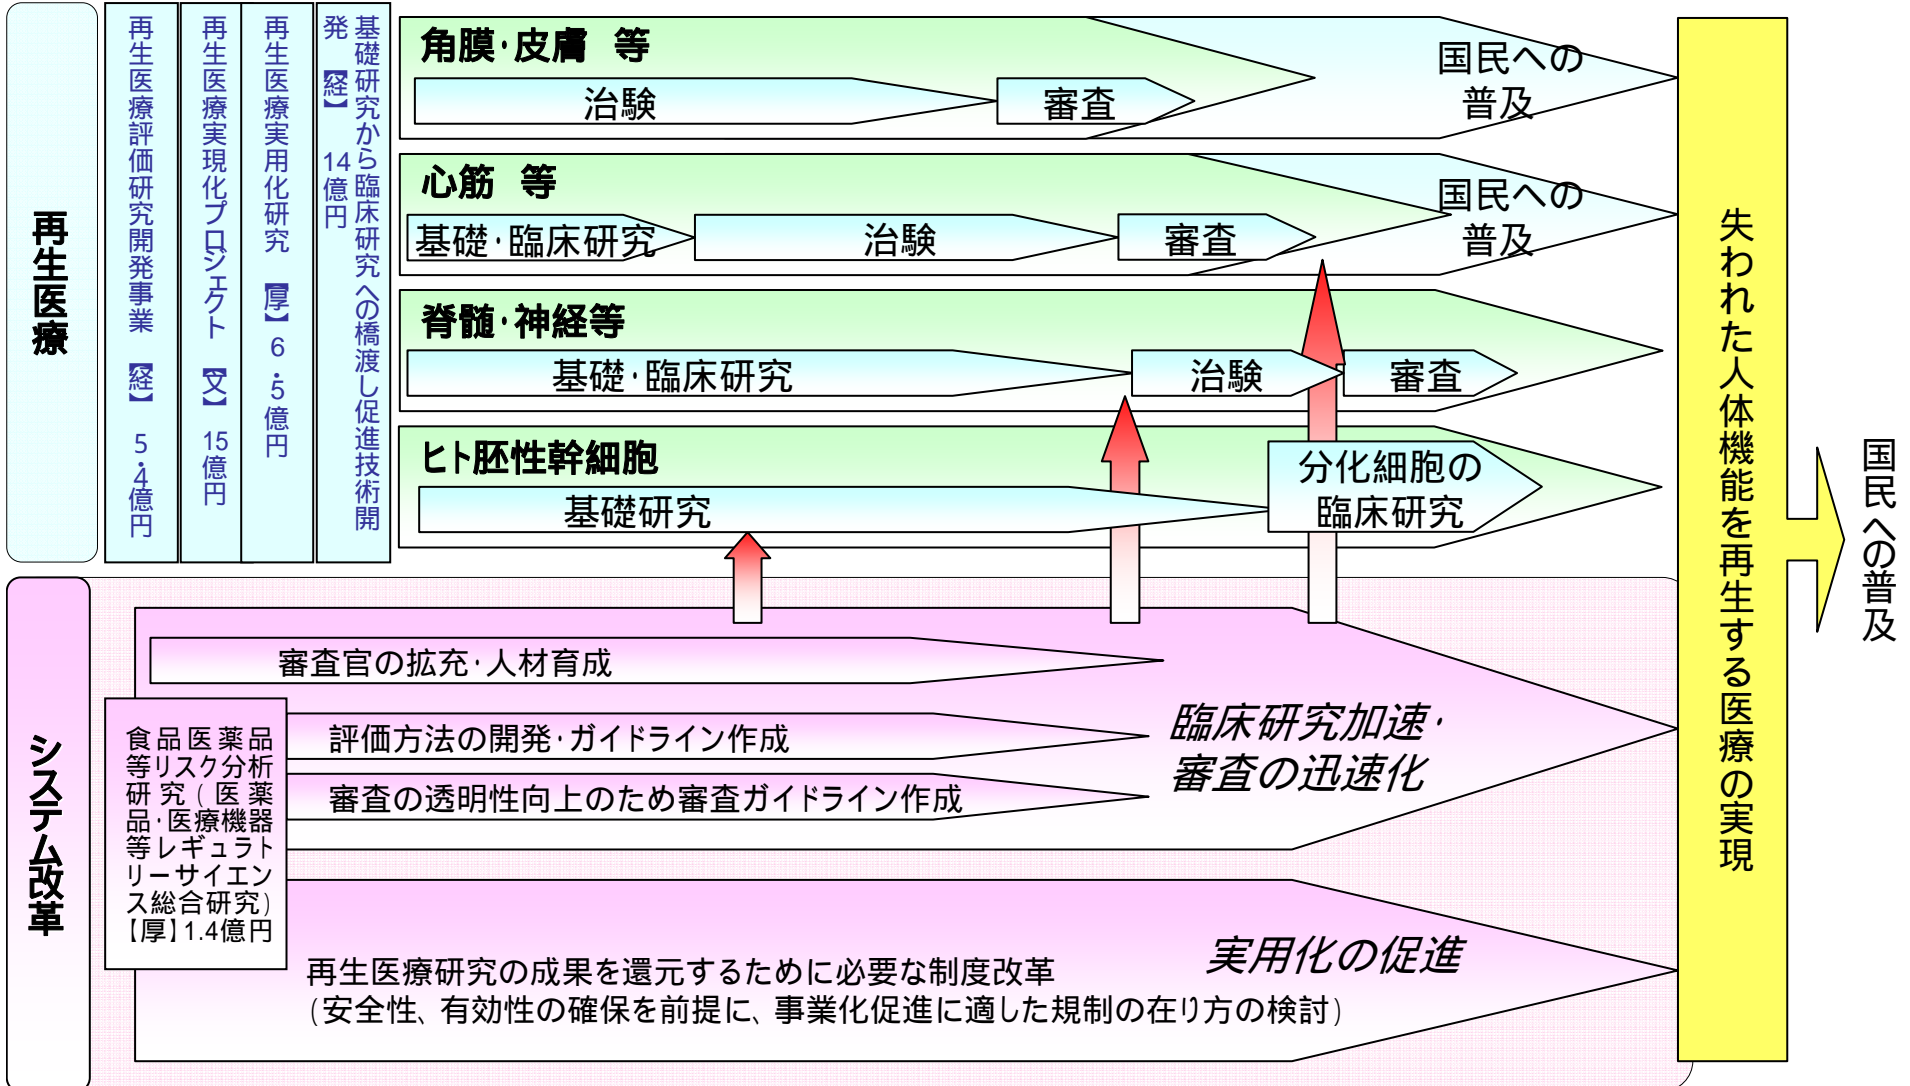 再生医療
再生医療評価研究開発事業　【経】　5.4億円
再生医療実現化プロジェクト　【文】　15億円
再生医療実用化研究　【厚】　6.5億円
基礎研究から臨床研究への橋渡し促進技術開
発　【経】　14億円
角膜・皮膚　等
治験
審査
国民への
普及
心筋　等
基礎・臨床研究
治験
審査
国民への
普及
脊髄・神経等
基礎・臨床研究
治験
審査
ヒト胚性幹細胞
基礎研究
分化細胞の
臨床研究
システム改革
審査官の拡充・人材育成
評価方法の開発・ガイドライン作成
審査の透明性向上のため審査ガイドライン作成
臨床研究加速・
審査の迅速化
食品医薬品
等リスク分析
研究(医薬
品・医療機器
等レギュラト
リーサイエン
ス総合研究)
【厚】1.4億円
実用化の促進
再生医療研究の成果を還元するために必要な制度改革
(安全性、有効性の確保を前提に、事業化促進に適した規制の在り方の検討)
失われた人体機能を再生する医療の実現
国民への普及